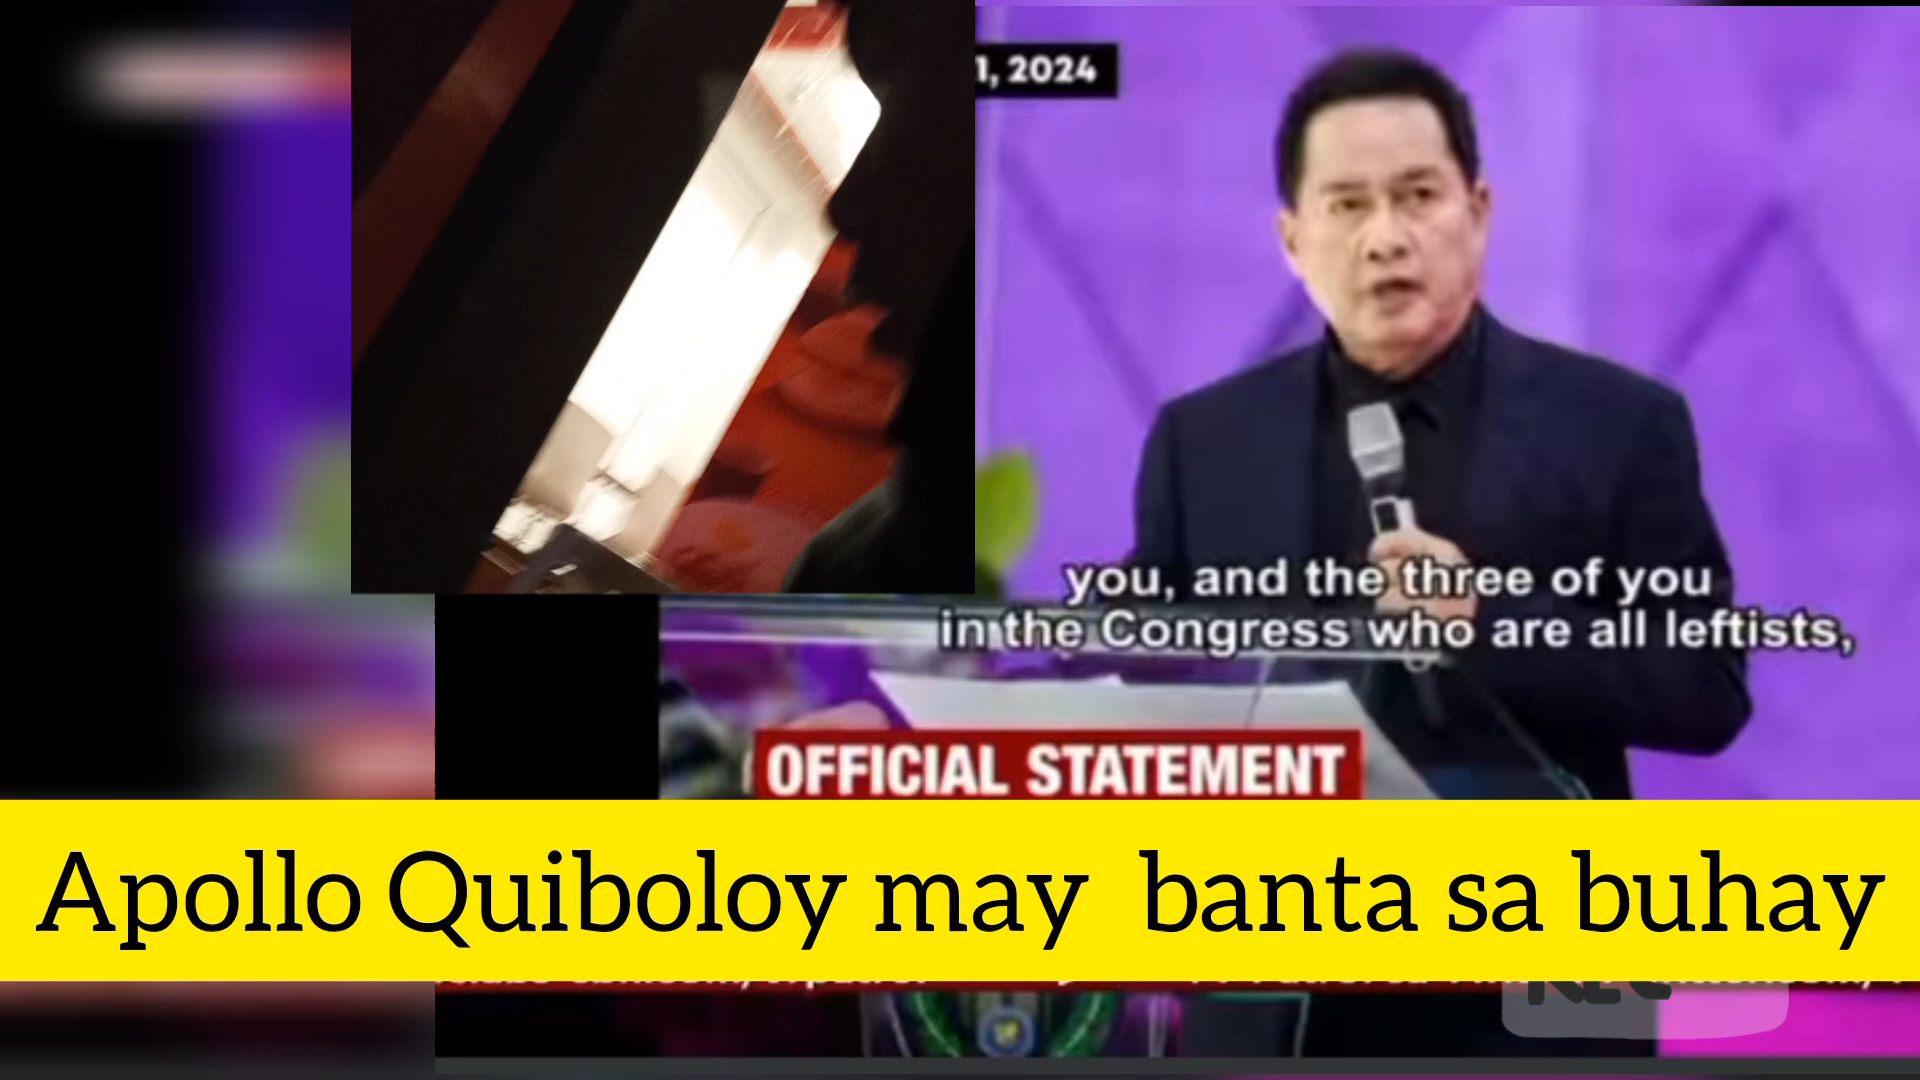 1, 2024
you, and the three of you
in the Congress who are all leftists,
OFFICIAL STATEMENT
Apollo Quiboloy may banta sa buhay